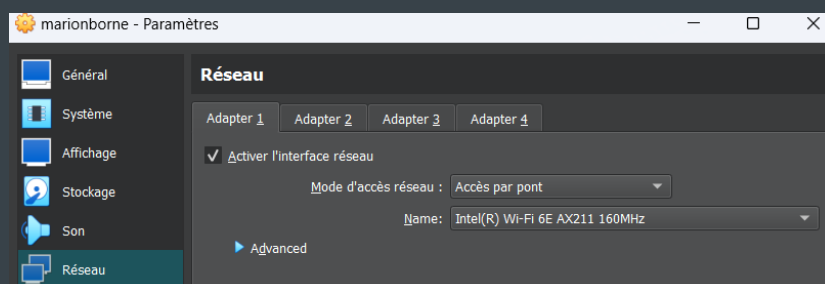 marionborne - Paramètres
Général
Système
Affichage
Stockage
Son
Réseau
Réseau
Adapter 1
Adapter 2
Adapter 3
Adapter 4
Activer l'interface réseau
Mode d'accès réseau : Accès par pont
Name: Intel(R) Wi-Fi 6E AX211 160MHz
Advanced